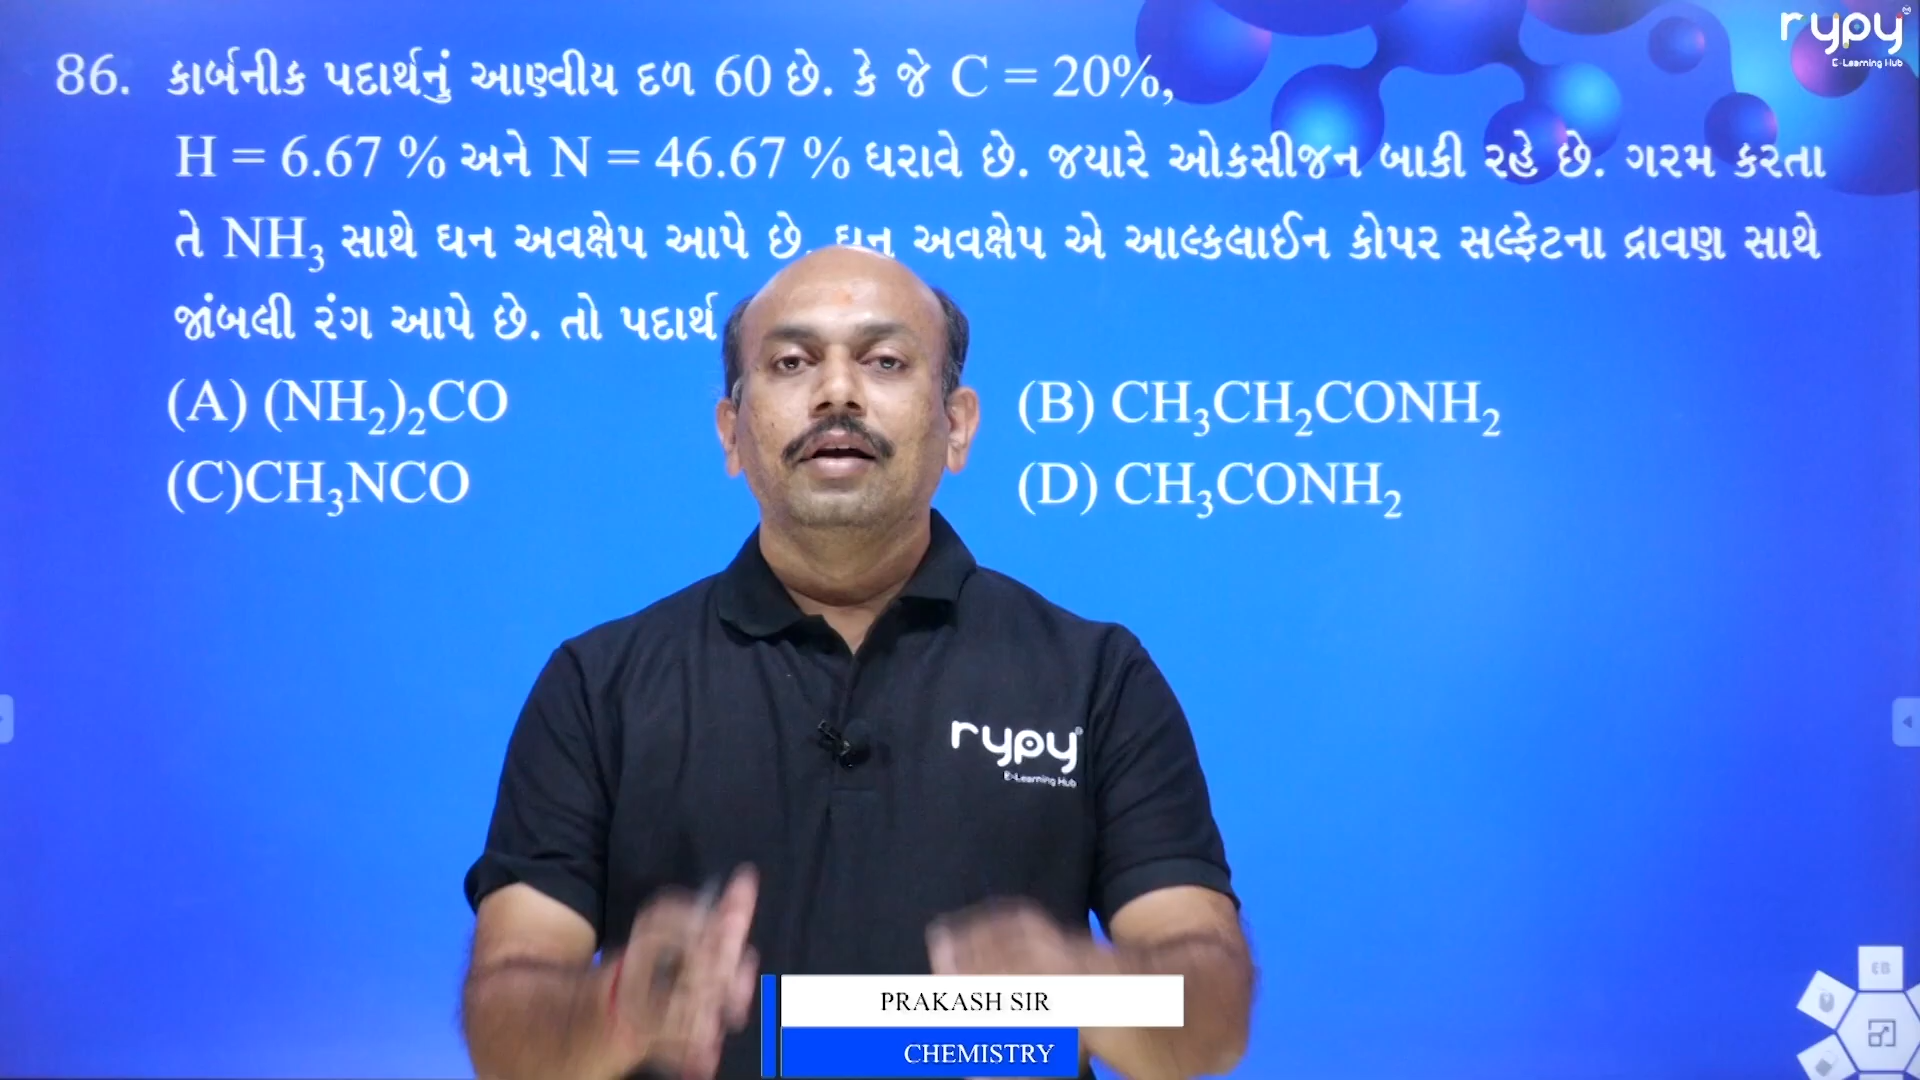 rypy
E-Learning Hub
86. કાર્બનીક પદાર્થનું આણ્વીય દળ 60 છે. કે જે C = 20%,
H = 6.67 % અને N = 46.67 % ધરાવે છે. જયારે ઓકસીજન બાકી રહે છે. ગરમ કરતા
તે NH₃ સાથે ઘન અવક્ષેપ આપે છે. ઘન અવક્ષેપ એ આલ્કલાઈન કોપર સલ્ફેટના દ્રાવણ સાથે
જાંબલી રંગ આપે છે. તો પદાર્થ
(A) (NH₂)₂CO
(B) CH₃CH₂CONH₂
(C)CH₃NCO
(D) CH₃CONH₂
rypy
E-Learning Hub
PRAKASH SIR
CHEMISTRY
EB